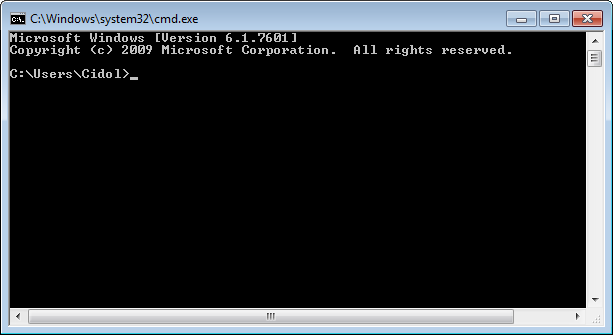 C:\Windows\system32\cmd.exe
Microsoft Windows [Version 6.1.7601]
Copyright (c) 2009 Microsoft Corporation.  All rights reserved.
C:\Users\Cidol>_